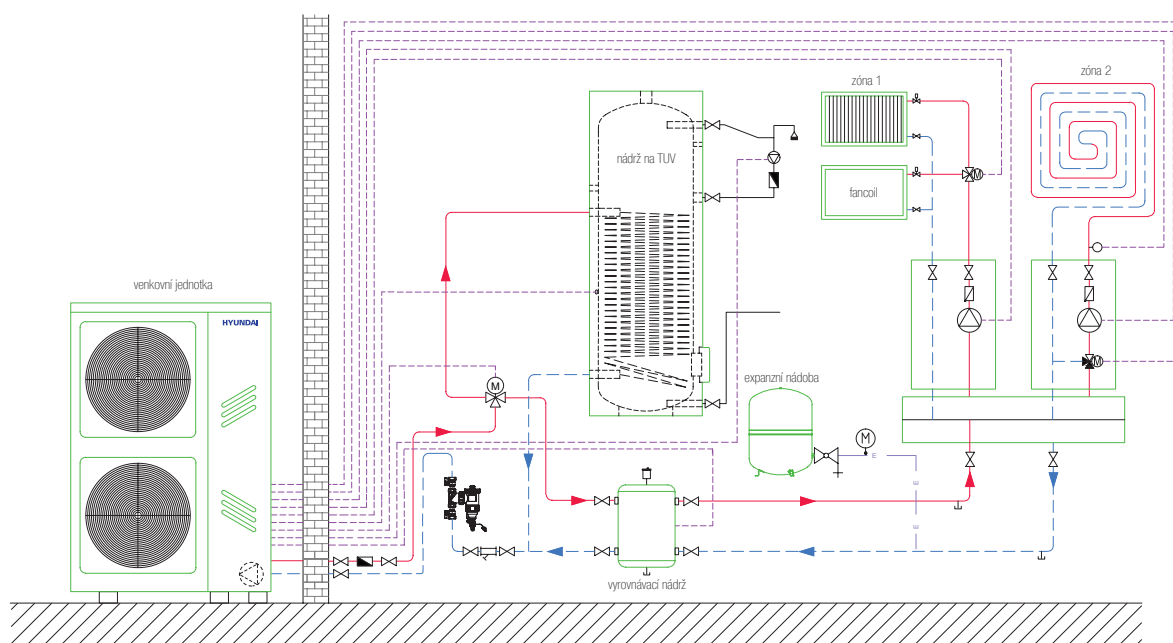 zóna 1
zóna 2
nádrž na TUV
fancoil
M
M
venkovní jednotka
HYUNDAI
M
expanzní nádoba
M
M
E
E
E
vyrovnávací nádrž